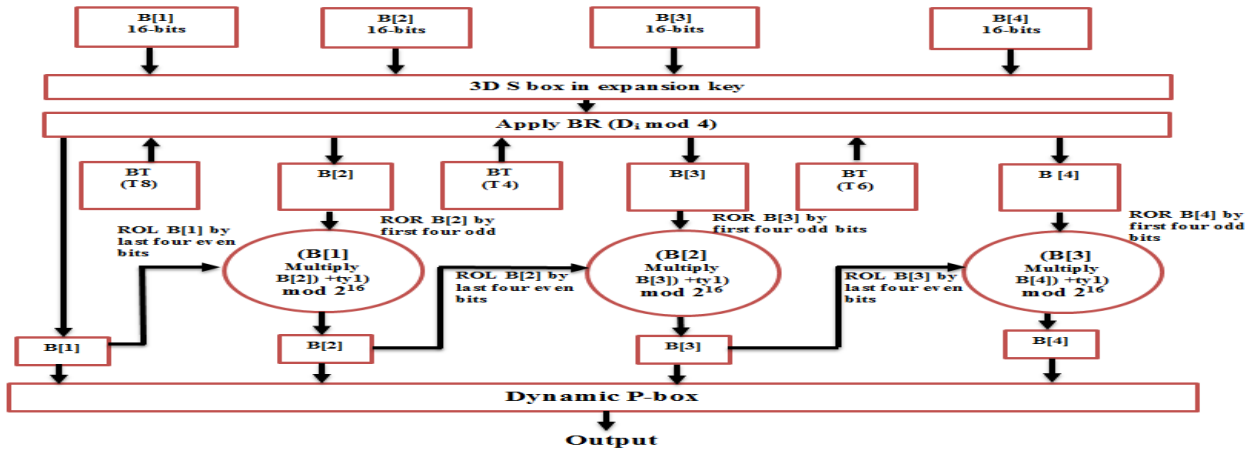 B[1]
16-bits
B[2]
16-bits
B[3]
16-bits
B[4]
16-bits
3D S box in expansion key
Apply BR (Dᵢ mod 4)
BT
(T8)
B[2]
BT
(T4)
B[3]
BT
(T6)
B [4]
ROL B[1] by
last four even
bits
ROR B[2] by
first four odd
bits
(B[1]
Multiply
B[2]) +ty1)
mod 2¹⁶
ROL B[2] by
last four even
bits
ROR B[3] by
first four odd bits
(B[2]
Multiply
B[3]) +ty1)
mod 2¹⁶
ROL B[3] by
last four even
bits
ROR B[4] by
first four odd bits
(B[3]
Multiply
B[4]) +ty1)
mod 2¹⁶
B[1]
B[2]
B[3]
B[4]
Dynamic P-box
Output